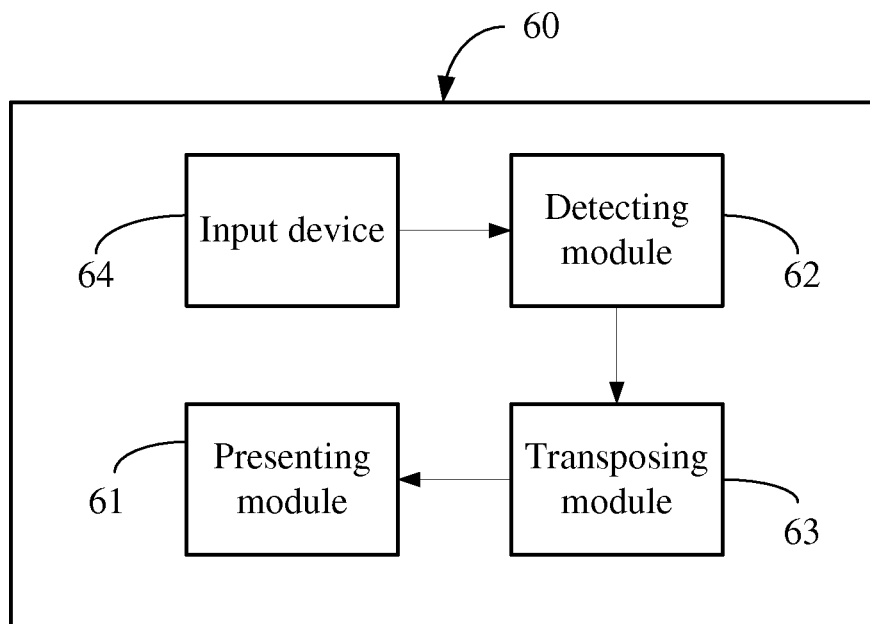 60
Input device
Detecting
module
64
62
Presenting
module
Transposing
module
61
63